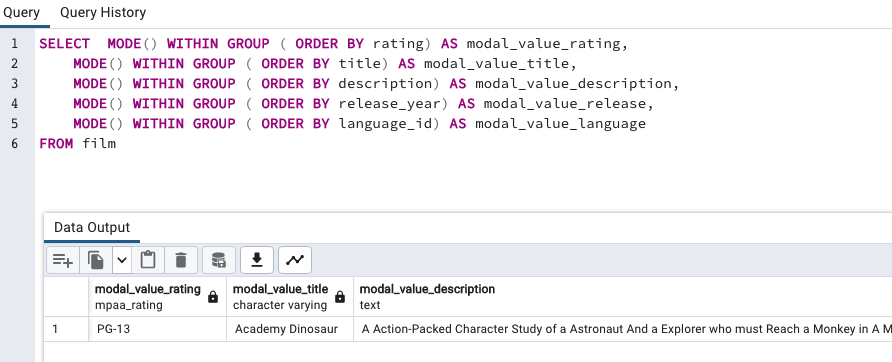 Query Query History
1 SELECT MODE() WITHIN GROUP ( ORDER BY rating) AS modal_value_rating,
2 MODE() WITHIN GROUP ( ORDER BY title) AS modal_value_title,
3 MODE() WITHIN GROUP ( ORDER BY description) AS modal_value_description,
4 MODE() WITHIN GROUP ( ORDER BY release_year) AS modal_value_release,
5 MODE() WITHIN GROUP ( ORDER BY language_id) AS modal_value_language
6 FROM film
Data Output
modal_value_rating modal_value_title modal_value_description
mpaa_rating character varying text
1 PG-13 Academy Dinosaur A Action-Packed Character Study of a Astronaut And a Explorer who must Reach a Monkey in A M